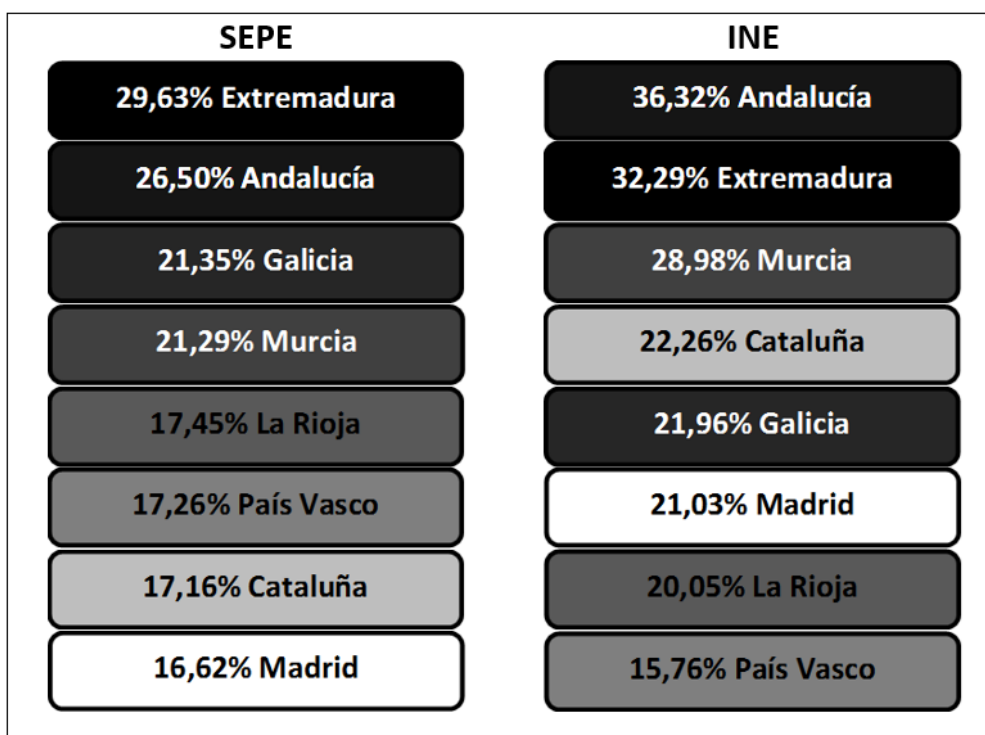 SEPE
29,63% Extremadura
26,50% Andalucía
21,35% Galicia
21,29% Murcia
17,45% La Rioja
17,26% País Vasco
17,16% Cataluña
16,62% Madrid
INE
36,32% Andalucía
32,29% Extremadura
28,98% Murcia
22,26% Cataluña
21,96% Galicia
21,03% Madrid
20,05% La Rioja
15,76% País Vasco